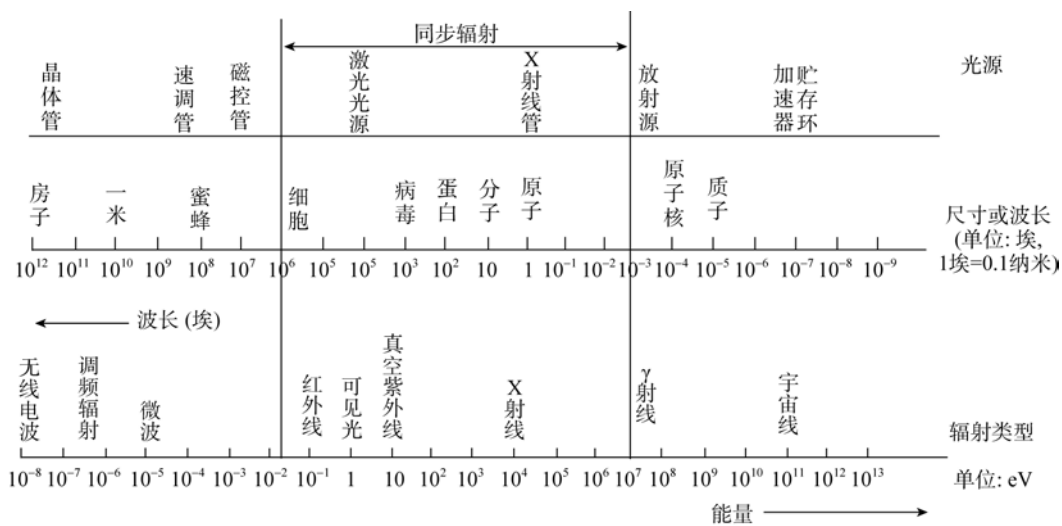 同步辐射
晶体管 速调管 磁控管 激光光源 X射线管 放射源 加速器 贮存环 光源
房子 一米 蜜蜂 细胞 病毒 蛋白 分子 原子 原子核 质子 尺寸或波长
(单位: 埃,
1埃=0.1纳米)
10¹² 10¹¹ 10¹⁰ 10⁹ 10⁸ 10⁷ 10⁶ 10⁵ 10⁵ 10³ 10² 10 1 10⁻¹ 10⁻² 10⁻³ 10⁻⁴ 10⁻⁵ 10⁻⁶ 10⁻⁷ 10⁻⁸ 10⁻⁹
波长 (埃)
无线电波 调频辐射 微波 红外线 可见光 真空紫外线 X射线 γ射线 宇宙线 辐射类型
10⁻⁸ 10⁻⁷ 10⁻⁶ 10⁻⁵ 10⁻⁴ 10⁻³ 10⁻² 10⁻¹ 1 10 10² 10³ 10⁴ 10⁵ 10⁶ 10⁷ 10⁸ 10⁹ 10¹⁰ 10¹¹ 10¹² 10¹³ 单位: eV
能量